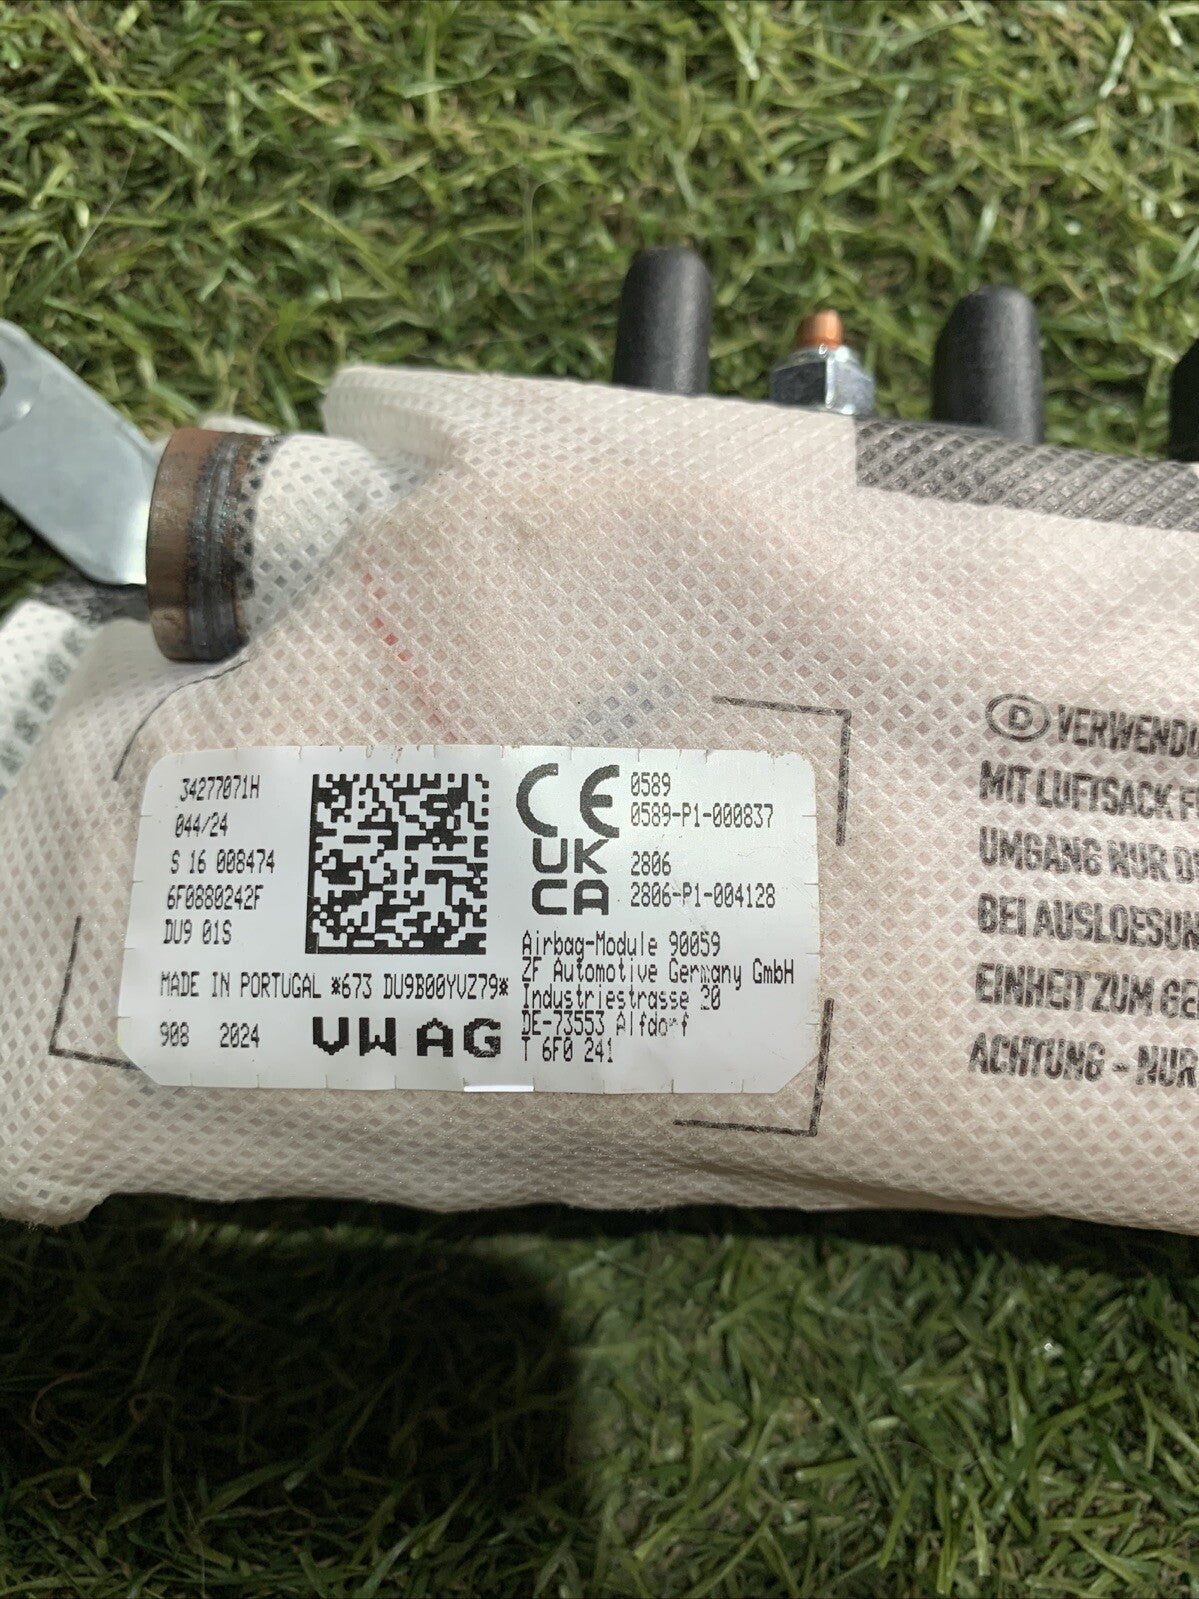 34277071H
044/24
S 16 008474
6F0880242F
DU9 01S
MADE IN PORTUGAL *673 DU9B00YVZ79*
908 2024 VW AG
CE 0589
0589-P1-000837
UK CA 2806
2806-P1-004128
Airbag-Module 90059
ZF Automotive Germany GmbH
Industriestrasse 20
DE-73553 Alfdorf
T 6F0 241
D VERWENDU
MIT LUFTSACK F
UMGANG NUR D
BEI AUSLOESUN
EINHEIT ZUM GE
ACHTUNG - NUR